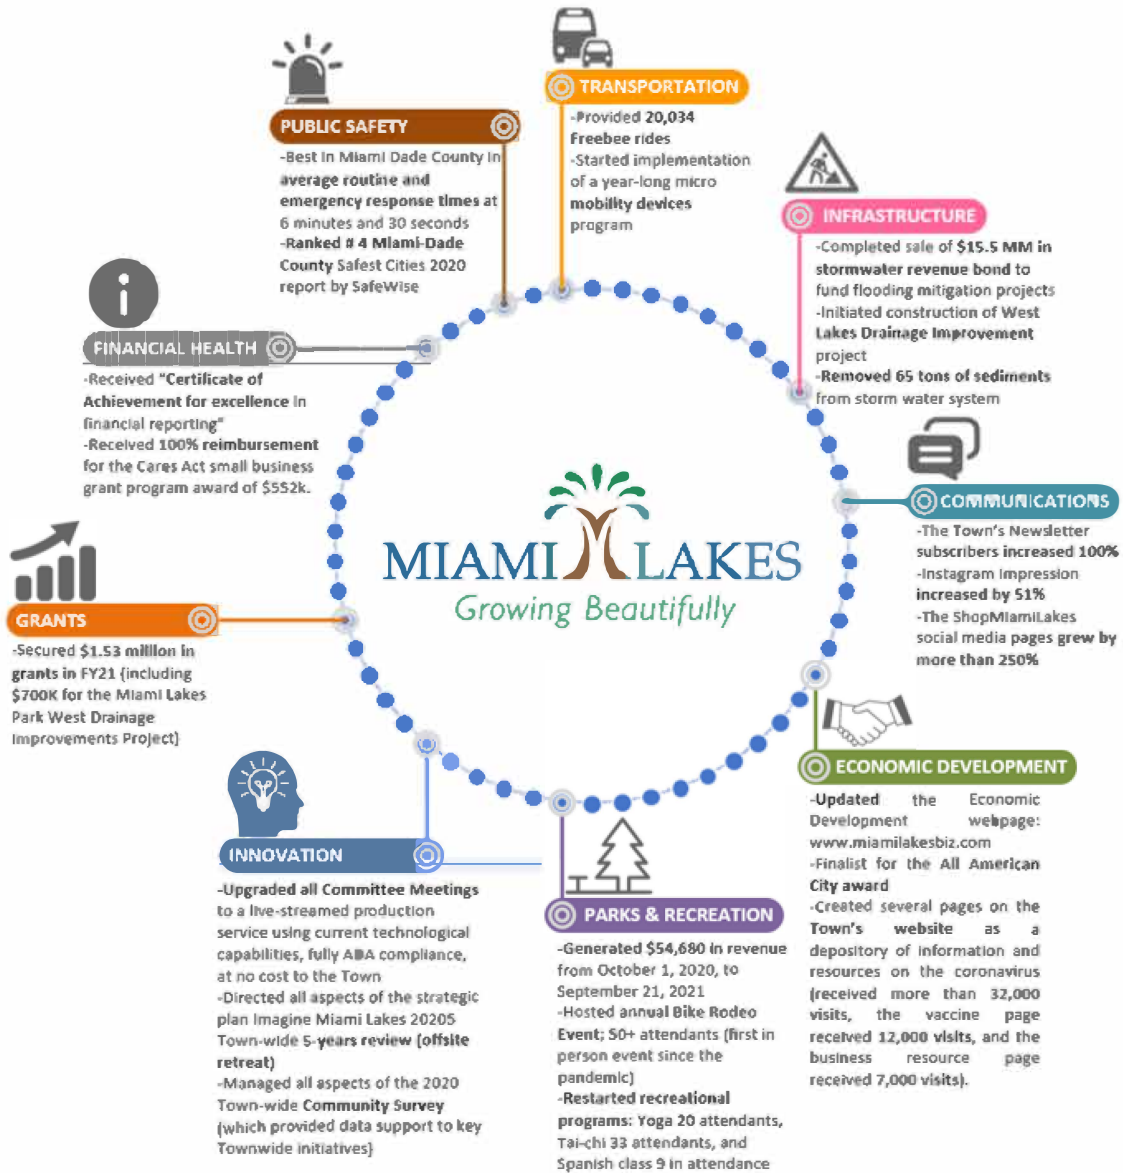 TRANSPORTATION
-Provided 20,034
Freebee rides
-Started implementation
of a year-long micro
mobility devices
program
PUBLIC SAFETY
-Best in Miami Dade County in
average routine and
emergency response times at
6 minutes and 30 seconds
-Ranked # 4 Miami-Dade
County Safest Cities 2020
report by SafeWise
INFRASTRUCTURE
-Completed sale of $15.5 MM in
stormwater revenue bond to
fund flooding mitigation projects
-Initiated construction of West
Lakes Drainage Improvement
project
-Removed 65 tons of sediments
from storm water system
FINANCIAL HEALTH
-Received "Certificate of
Achievement for excellence in
financial reporting"
-Received 100% reimbursement
for the Cares Act small business
grant program award of $552k.
COMMUNICATIONS
-The Town's Newsletter
subscribers increased 100%
-Instagram Impression
increased by 51%
-The ShopMiamiLakes
social media pages grew by
more than 250%
MIAMI LAKES
Growing Beautifully
GRANTS
-Secured $1.53 million in
grants in FY21 (including
$700K for the Miami Lakes
Park West Drainage
Improvements Project)
ECONOMIC DEVELOPMENT
-Updated the Economic
Development webpage:
www.miamilakesbiz.com
-Finalist for the All American
City award
-Created several pages on the
Town's website as a
depository of information and
resources on the coronavirus
(received more than 32,000
visits, the vaccine page
received 12,000 visits, and the
business resource page
received 7,000 visits).
INNOVATION
-Upgraded all Committee Meetings
to a live-streamed production
service using current technological
capabilities, fully ADA compliance,
at no cost to the Town
-Directed all aspects of the strategic
plan Imagine Miami Lakes 20205
Town-wide 5-years review (offsite
retreat)
-Managed all aspects of the 2020
Town-wide Community Survey
(which provided data support to key
Townwide initiatives)
PARKS & RECREATION
-Generated $54,680 in revenue
from October 1, 2020, to
September 21, 2021
-Hosted annual Bike Rodeo
Event; 50+ attendants (first in
person event since the
pandemic)
-Restarted recreational
programs: Yoga 20 attendants,
Tai-chi 33 attendants, and
Spanish class 9 in attendance